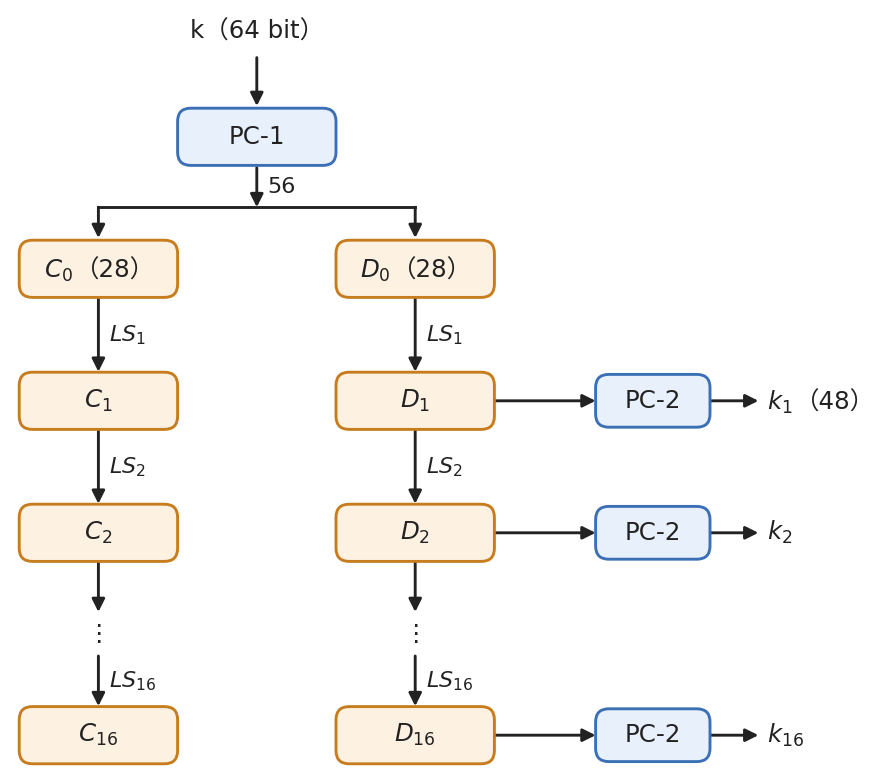 k（64 bit）
PC-1
56
C₀（28） D₀（28）
LS₁ LS₁
C₁ D₁ PC-2 k₁（48）
LS₂ LS₂
C₂ D₂ PC-2 k₂
⋮ ⋮
LS₁₆ LS₁₆
C₁₆ D₁₆ PC-2 k₁₆